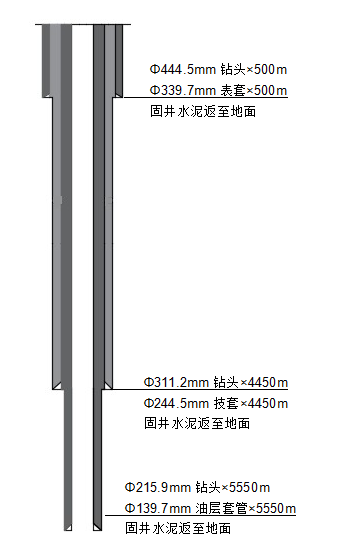 Φ444.5mm 钻头×500m
Φ339.7mm 表套×500m
固井水泥返至地面
Φ311.2mm 钻头×4450m
Φ244.5mm 技套×4450m
固井水泥返至地面
Φ215.9mm 钻头×5550m
Φ139.7mm 油层套管×5550m
固井水泥返至地面